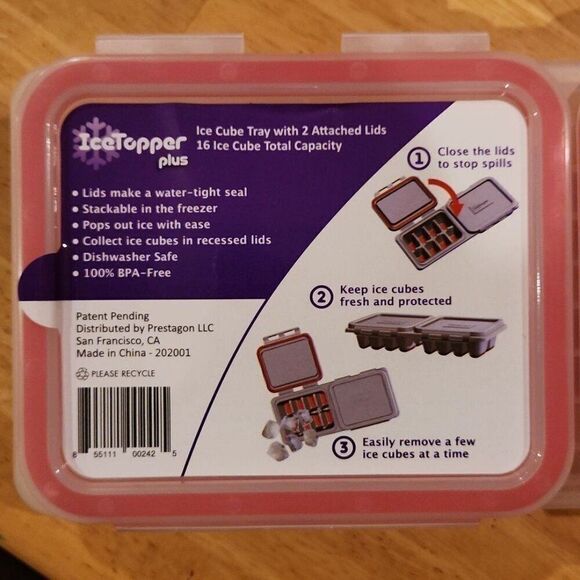 IceTopper
plus
Ice Cube Tray with 2 Attached Lids
16 Ice Cube Total Capacity
• Lids make a water-tight seal
• Stackable in the freezer
• Pops out ice with ease
• Collect ice cubes in recessed lids
• Dishwasher Safe
• 100% BPA-Free
Patent Pending
Distributed by Prestagon LLC
San Francisco, CA
Made in China - 202001
PLEASE RECYCLE
8 55111 00242 5
1 Close the lids
to stop spills
2 Keep ice cubes
fresh and protected
3 Easily remove a few
ice cubes at a time